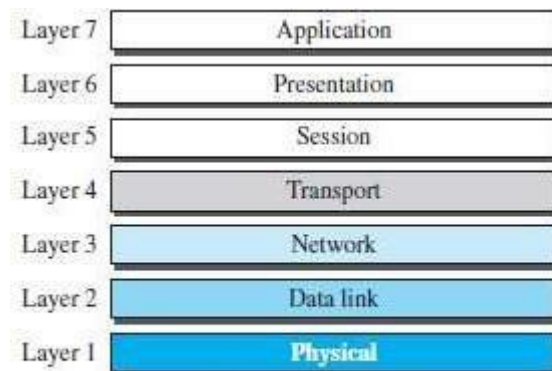 Layer 7 Application
Layer 6 Presentation
Layer 5 Session
Layer 4 Transport
Layer 3 Network
Layer 2 Data link
Layer 1 Physical